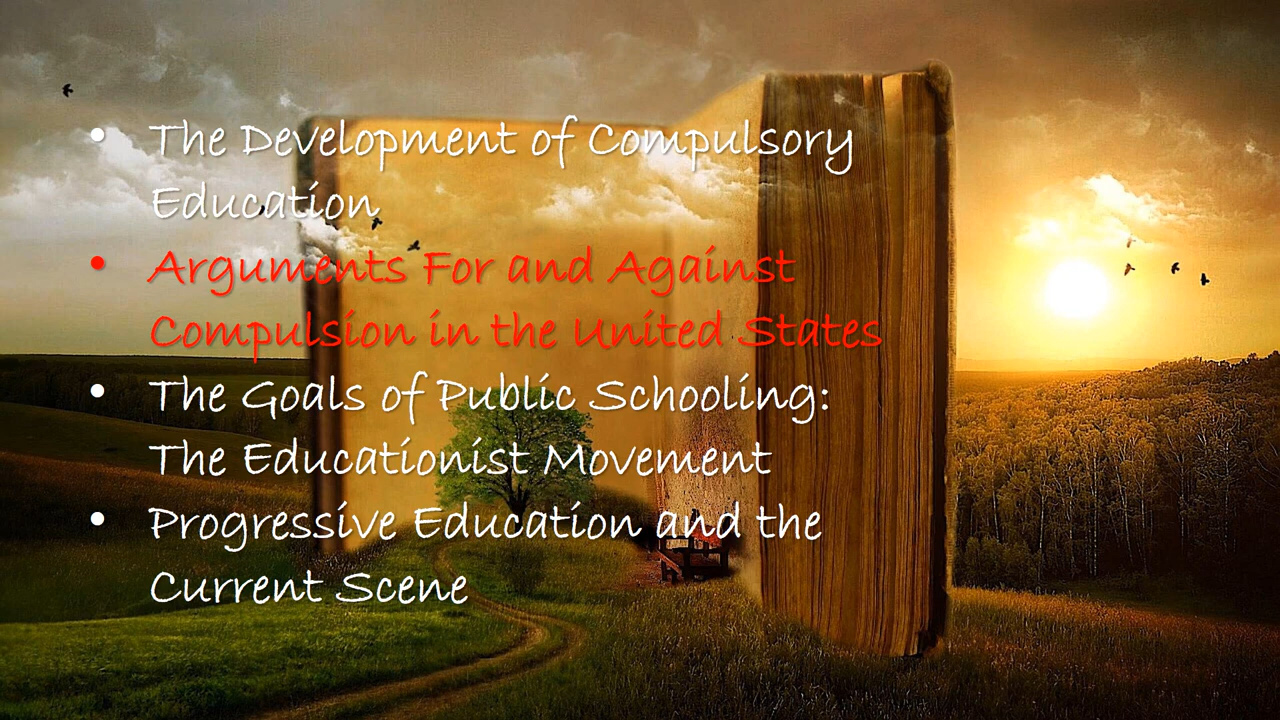 • The Development of Compulsory
Education
• Arguments For and Against
Compulsion in the United States
• The Goals of Public Schooling:
The Educationist Movement
• Progressive Education and the
Current Scene